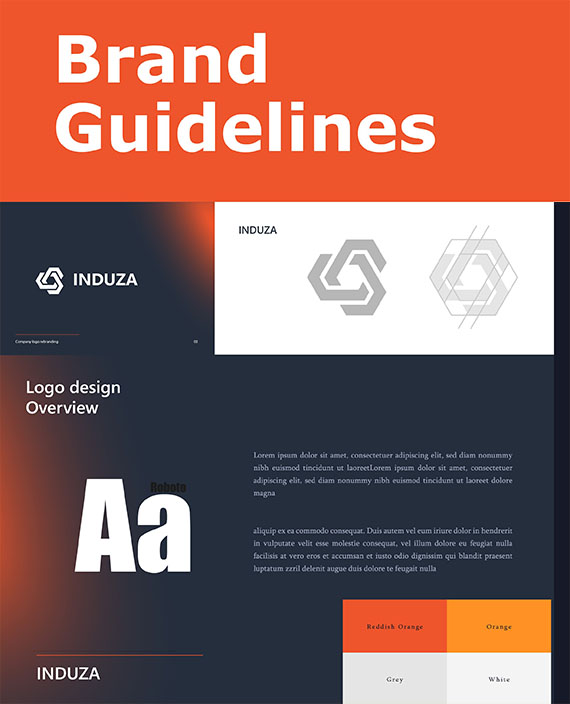 Brand
Guidelines
INDUZA
Company logo rebranding
03
INDUZA
Logo design
Overview
Aa
Roboto
Lorem ipsum dolor sit amet, consectetuer adipiscing elit, sed diam nonummy
nibh euismod tincidunt ut laoreetLorem ipsum dolor sit amet, consectetuer
adipiscing elit, sed diam nonummy nibh euismod tincidunt ut laoreet dolore
magna
aliquip ex ea commodo consequat. Duis autem vel eum iriure dolor in hendrerit
in vulputate velit esse molestie consequat, vel illum dolore eu feugiat nulla
facilisis at vero eros et accumsan et iusto odio dignissim qui blandit praesent
luptatum zzril delenit augue duis dolore te feugait nulla
Reddish Orange
Orange
Grey
White
INDUZA